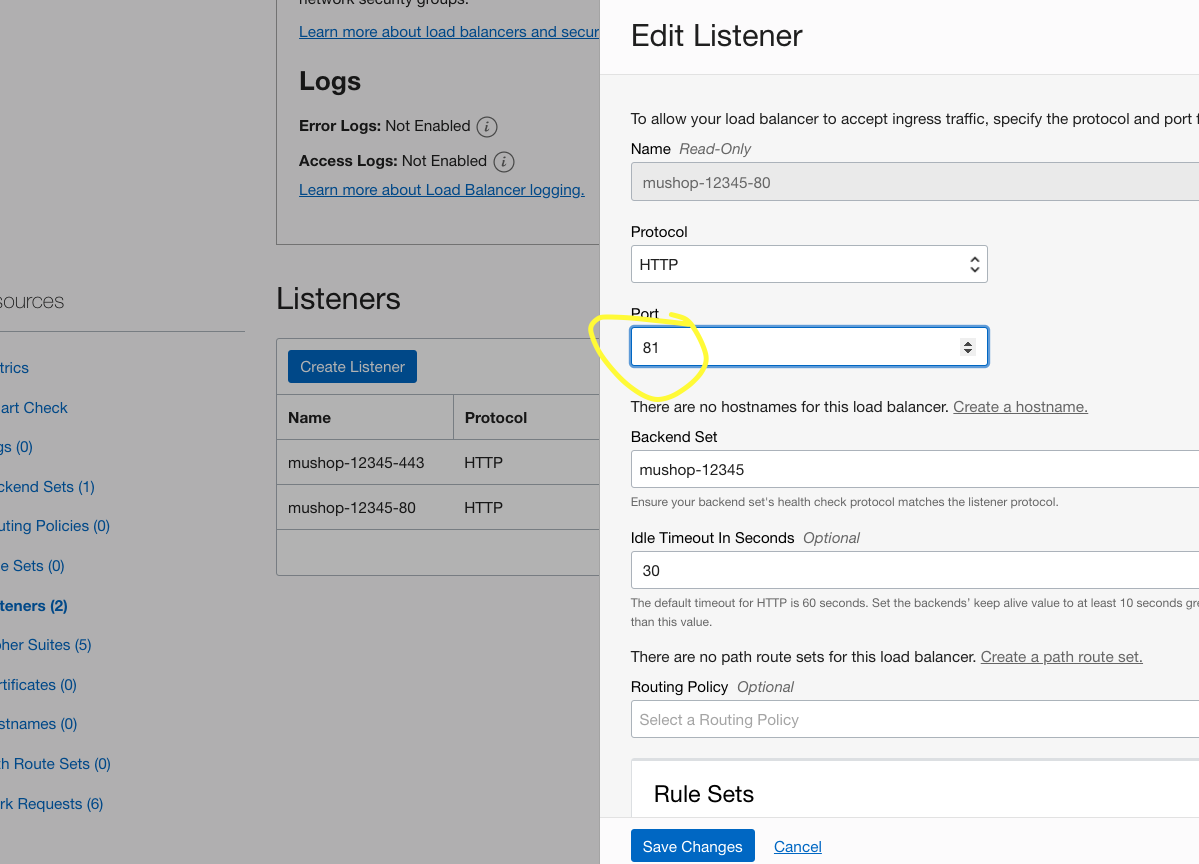 network security groups.
Learn more about load balancers and secur
Logs
Error Logs: Not Enabled
Access Logs: Not Enabled
Learn more about Load Balancer logging.
sources
trics
art Check
gs (0)
ckend Sets (1)
uting Policies (0)
e Sets (0)
teners (2)
her Suites (5)
rtificates (0)
stnames (0)
th Route Sets (0)
rk Requests (6)
Listeners
Create Listener
Name Protocol
mushop-12345-443 HTTP
mushop-12345-80 HTTP
Edit Listener
To allow your load balancer to accept ingress traffic, specify the protocol and port f
Name Read-Only
mushop-12345-80
Protocol
HTTP
Port
81
There are no hostnames for this load balancer. Create a hostname.
Backend Set
mushop-12345
Ensure your backend set's health check protocol matches the listener protocol.
Idle Timeout In Seconds Optional
30
The default timeout for HTTP is 60 seconds. Set the backends' keep alive value to at least 10 seconds gre
than this value.
There are no path route sets for this load balancer. Create a path route set.
Routing Policy Optional
Select a Routing Policy
Rule Sets
Save Changes Cancel